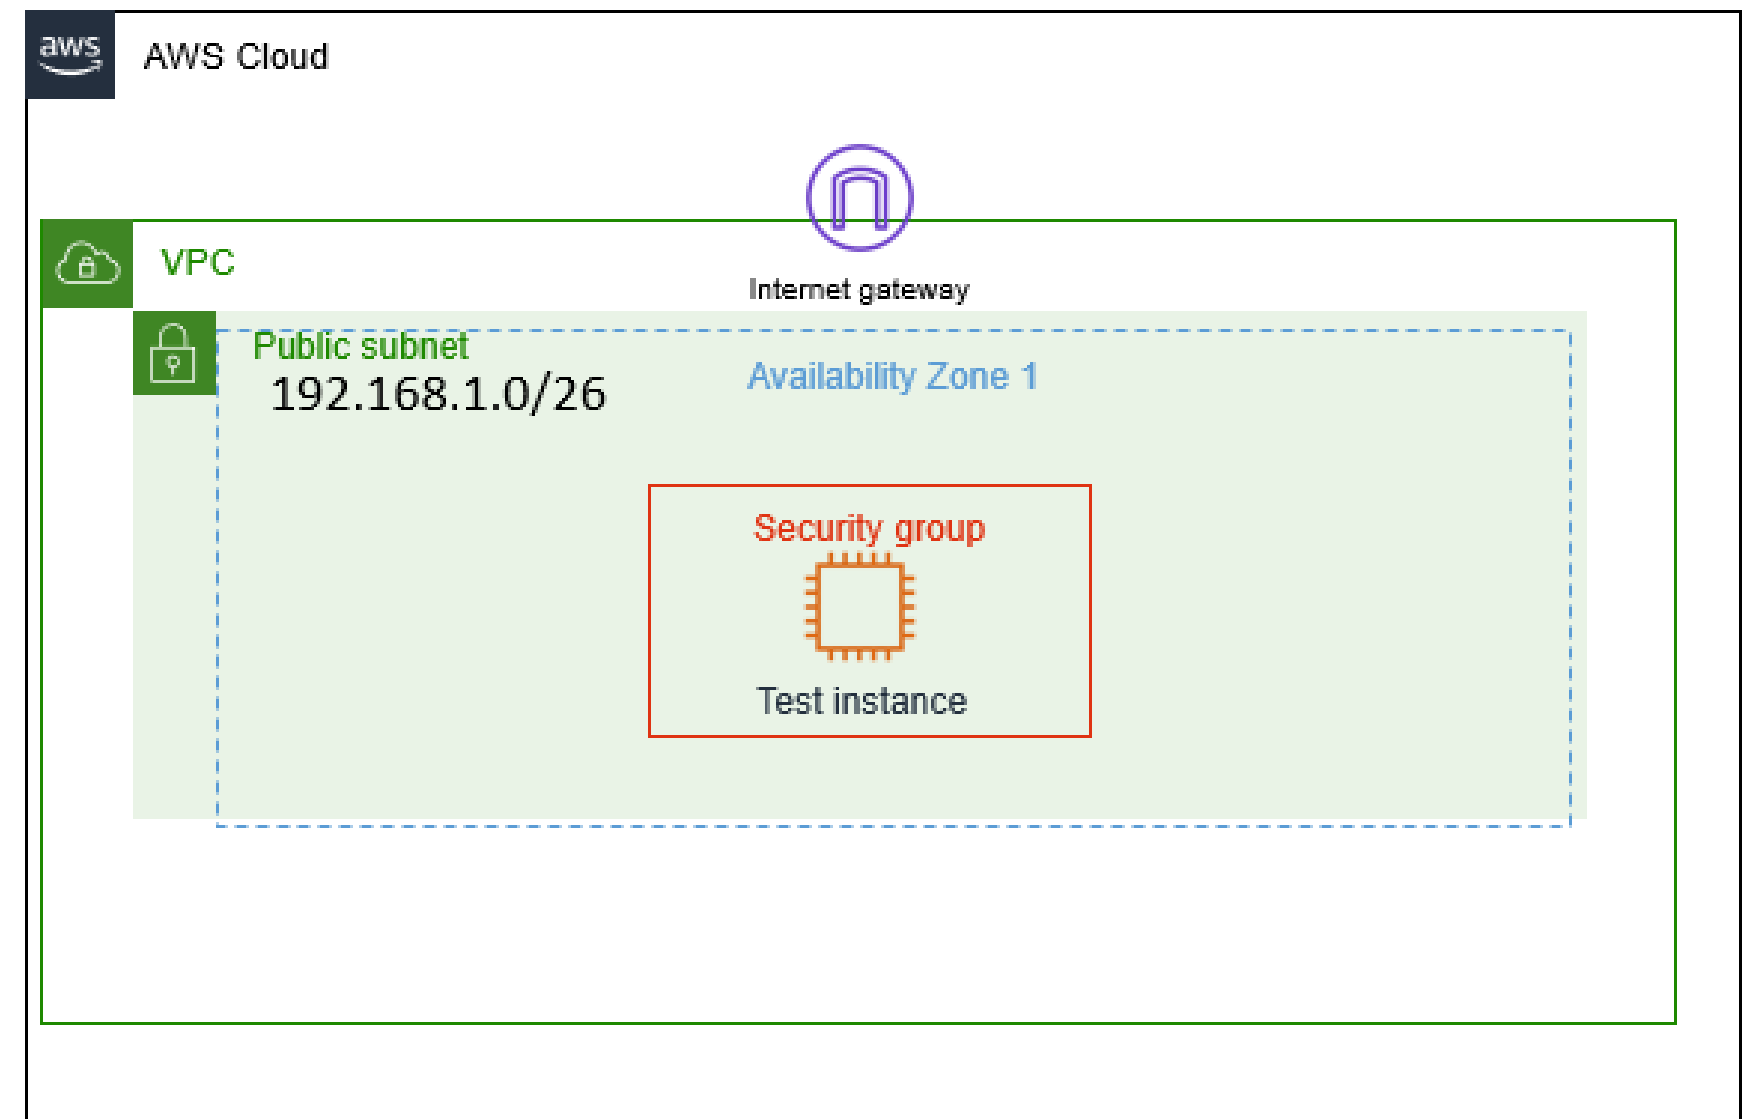 aws
AWS Cloud
VPC
Internet gateway
Public subnet
192.168.1.0/26
Availability Zone 1
Security group
Test instance